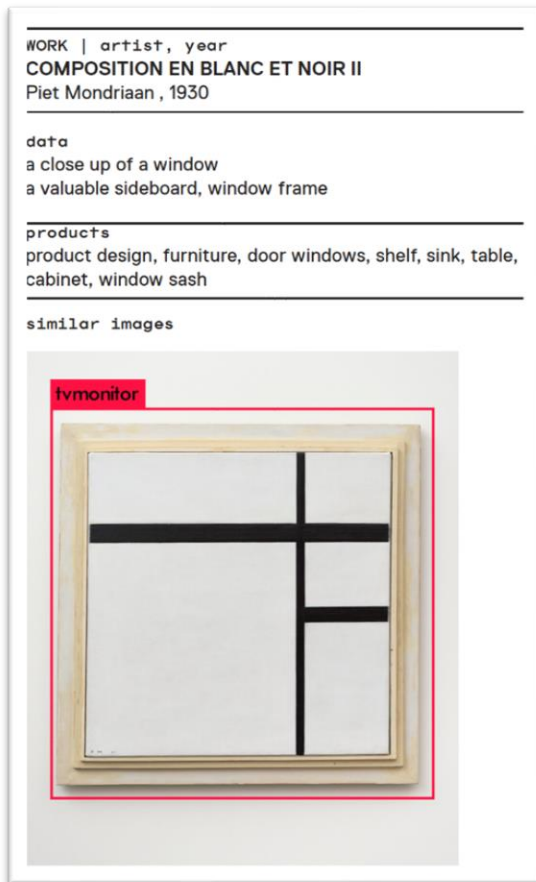 WORK | artist, year
COMPOSITION EN BLANC ET NOIR II
Piet Mondriaan , 1930
data
a close up of a window
a valuable sideboard, window frame
products
product design, furniture, door windows, shelf, sink, table,
cabinet, window sash
similar images
tvmonitor